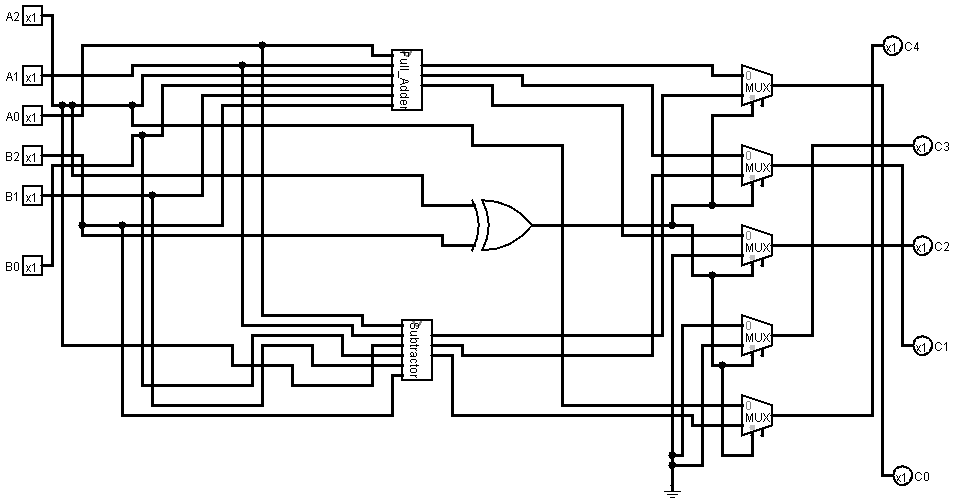 A2 x1
A1 x1
A0 x1
B2 x1
B1 x1
B0 x1
Full_Adder
Subtractor
0
MUX
0
MUX
0
MUX
0
MUX
0
MUX
x1 C4
x1 C3
x1 C2
x1 C1
x1 C0